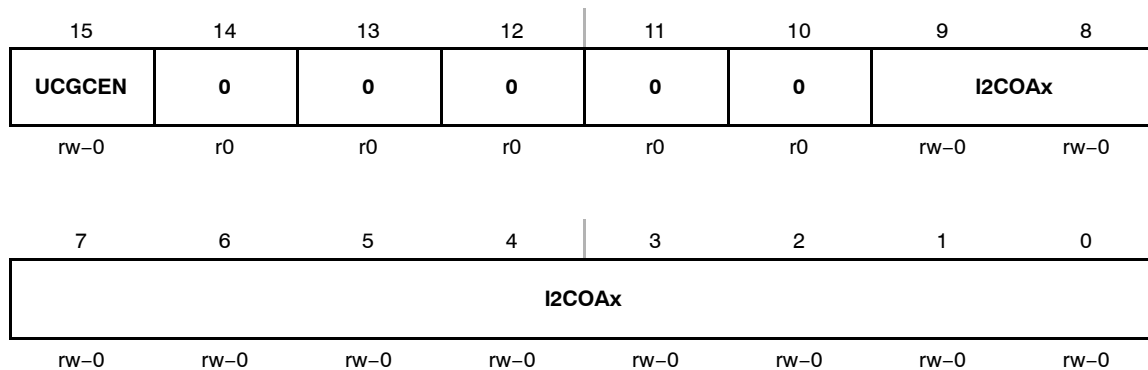 15 14 13 12 11 10 9 8
UCGCEN 0 0 0 0 0 I2COAx
rw−0 r0 r0 r0 r0 r0 rw−0 rw−0
7 6 5 4 3 2 1 0
I2COAx
rw−0 rw−0 rw−0 rw−0 rw−0 rw−0 rw−0 rw−0